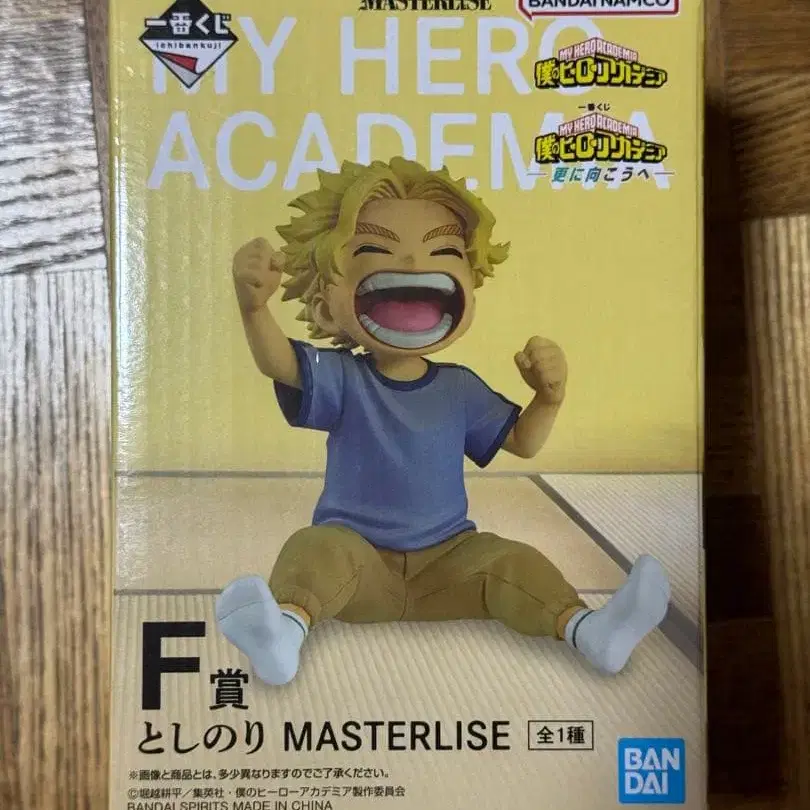 一番くじ
ichibankuji
MASTERLISE
BANDAI NAMCO
MY HERO
ACADEMIA
MY HERO ACADEMIA
僕のヒーローアカデミア
一番くじ
MY HERO ACADEMIA
僕のヒーローアカデミア
更に向こうへ
F賞
としのり MASTERLISE 全1種
※画像と商品とは、多少異なりますのでご了承ください。
©堀越耕平／集英社・僕のヒーローアカデミア製作委員会
BANDAI SPIRITS MADE IN CHINA
BAN
DAI